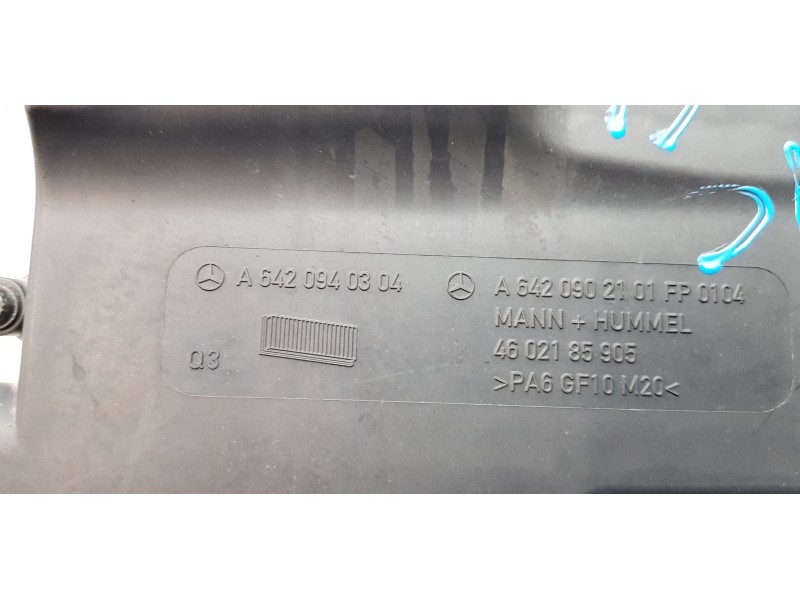 A 642 094 03 04
Q3
A 642 090 21 01 FP 0104
MANN + HUMMEL
46 021 85 905
>PA6 GF10 M20<